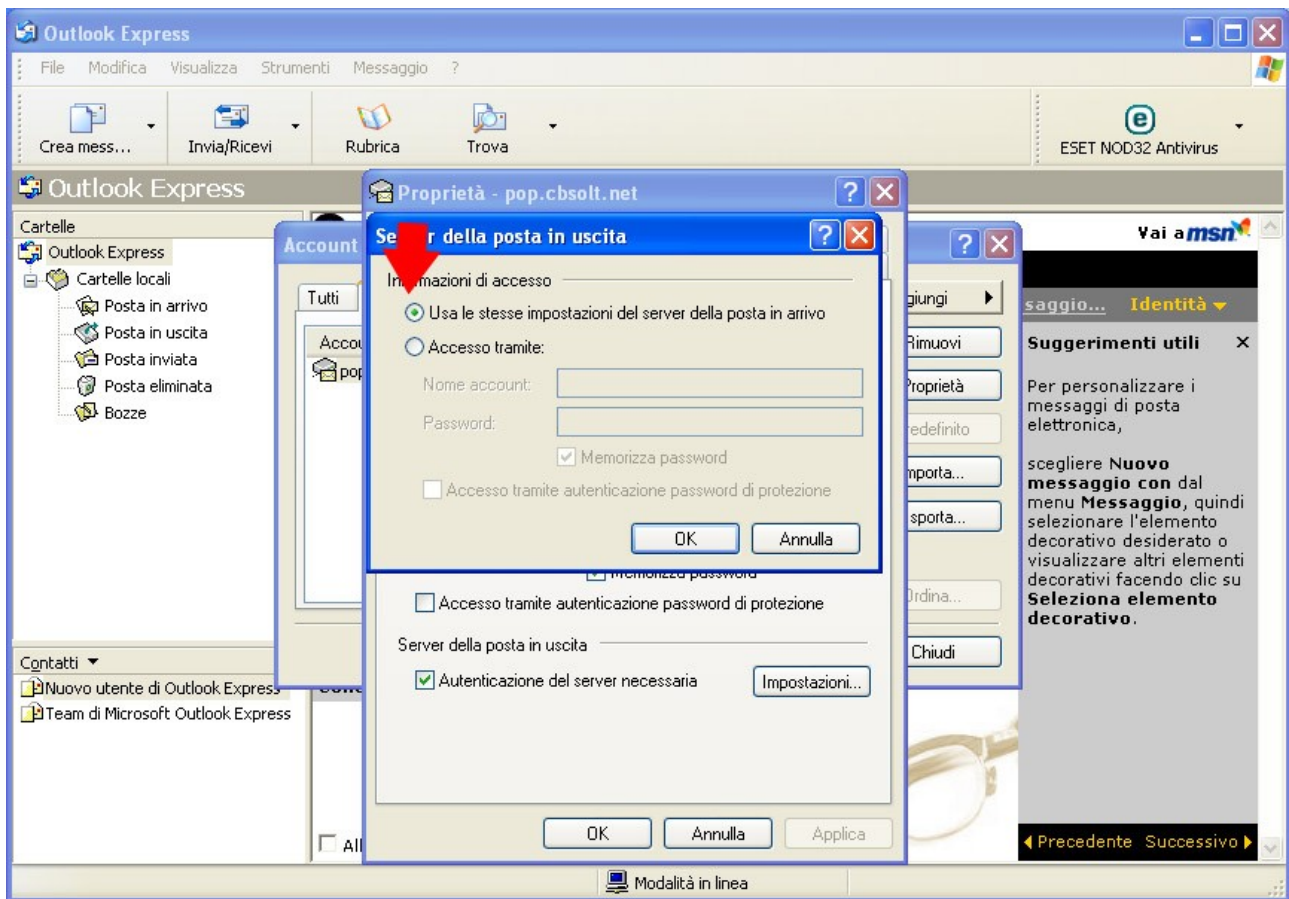 Outlook Express
File Modifica Visualizza Strumenti Messaggio ?
Crea mess... Invia/Ricevi Rubrica Trova ESET NOD32 Antivirus
Outlook Express
Cartelle
Outlook Express
Cartelle locali
Posta in arrivo
Posta in uscita
Posta inviata
Posta eliminata
Bozze
Contatti
Nuovo utente di Outlook Express
Team di Microsoft Outlook Express
Account
Tutti
Rimuovi
Proprietà
Chiudi
Proprietà - pop.cbsolt.net
della posta in uscita
di accesso
Usa le stesse impostazioni del server della posta in arrivo
Accesso tramite:
Nome account:
Password:
Memorizza password
Accesso tramite autenticazione password di protezione
OK Annulla
Memorizza password
Accesso tramite autenticazione password di protezione
Server della posta in uscita
Autenticazione del server necessaria Impostazioni...
OK Annulla Applica
Vai a msn
Identità
Suggerimenti utili X
Per personalizzare i
messaggi di posta
elettronica,
scegliere Nuovo
messaggio con dal
menu Messaggio, quindi
selezionare l'elemento
decorativo desiderato o
visualizzare altri elementi
decorativi facendo clic su
Seleziona elemento
decorativo.
Precedente Successivo
Modalità in linea